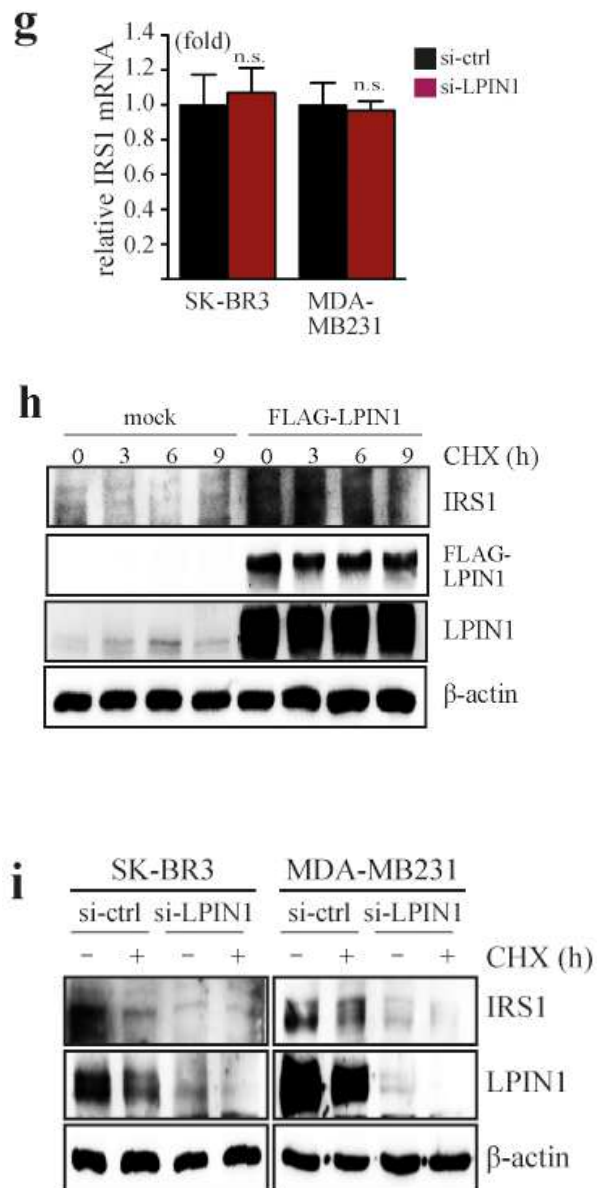 g
1.4
1.2
1.0
0.8
0.6
0.4
0.2
relative IRS1 mRNA
(fold)
n.s.
n.s.
si-ctrl
si-LPIN1
SK-BR3
MDA-
MB231
h
mock FLAG-LPIN1
0 3 6 9 0 3 6 9 CHX (h)
IRS1
FLAG-
LPIN1
LPIN1
β-actin
i
SK-BR3 MDA-MB231
si-ctrl si-LPIN1 si-ctrl si-LPIN1
− + − + − + − + CHX (h)
IRS1
LPIN1
β-actin